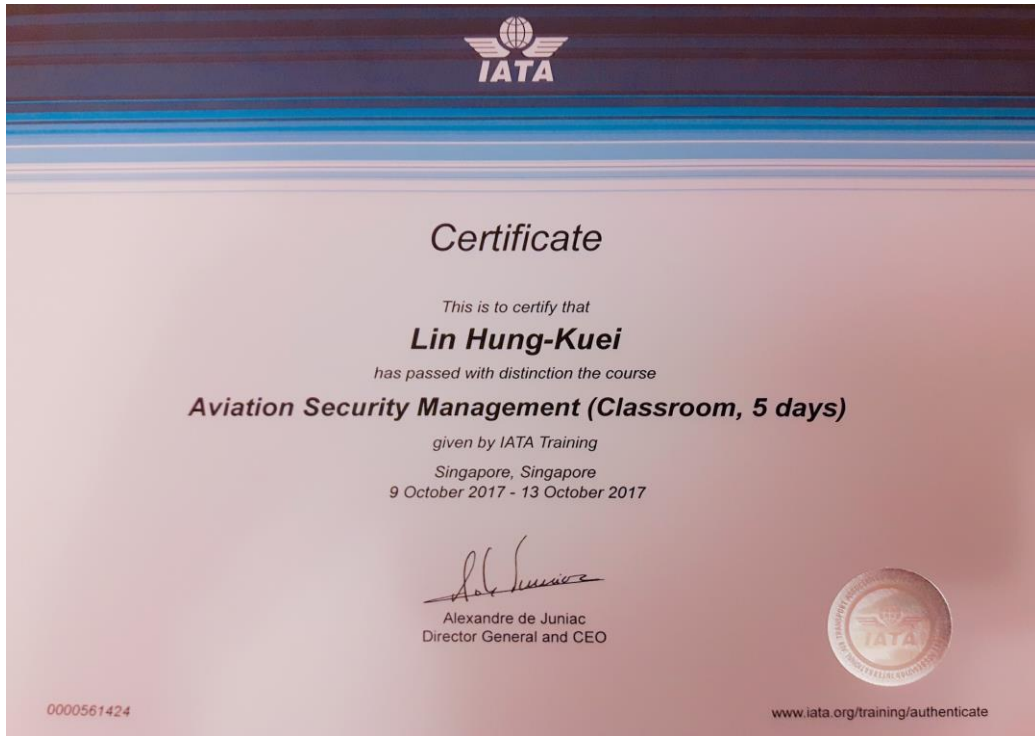 IATA
Certificate
This is to certify that
Lin Hung-Kuei
has passed with distinction the course
Aviation Security Management (Classroom, 5 days)
given by IATA Training
Singapore, Singapore
9 October 2017 - 13 October 2017
Alexandre de Juniac
Director General and CEO
IATA
0000561424
www.iata.org/training/authenticate